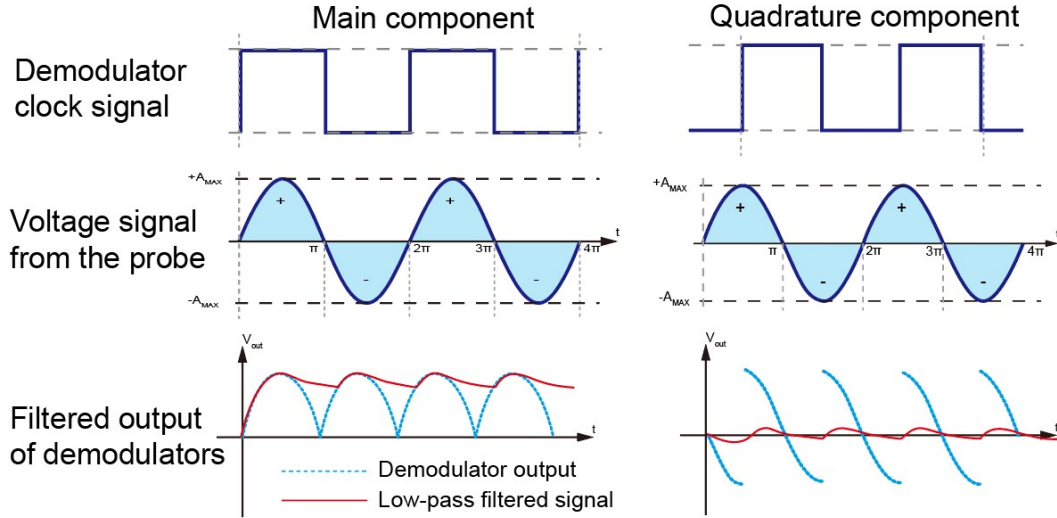 Main component
Quadrature component
Demodulator
clock signal
Voltage signal
from the probe
+A_MAX
+
+
-
-
-A_MAX
π
2π
3π
4π
t
+A_MAX
+
+
-
-
-A_MAX
π
2π
3π
4π
t
Filtered output
of demodulators
V_out
t
V_out
t
Demodulator output
Low-pass filtered signal